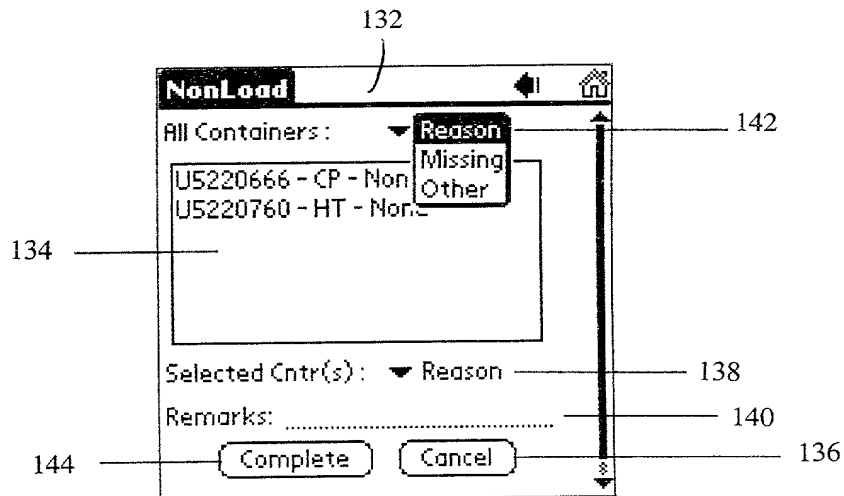 132
NonLoad
All Containers: Reason 142
Missing
Other
U5220666 - CP - Non
U5220760 - HT - None
134
Selected Cntr(s): Reason 138
Remarks: 140
144 Complete Cancel 136